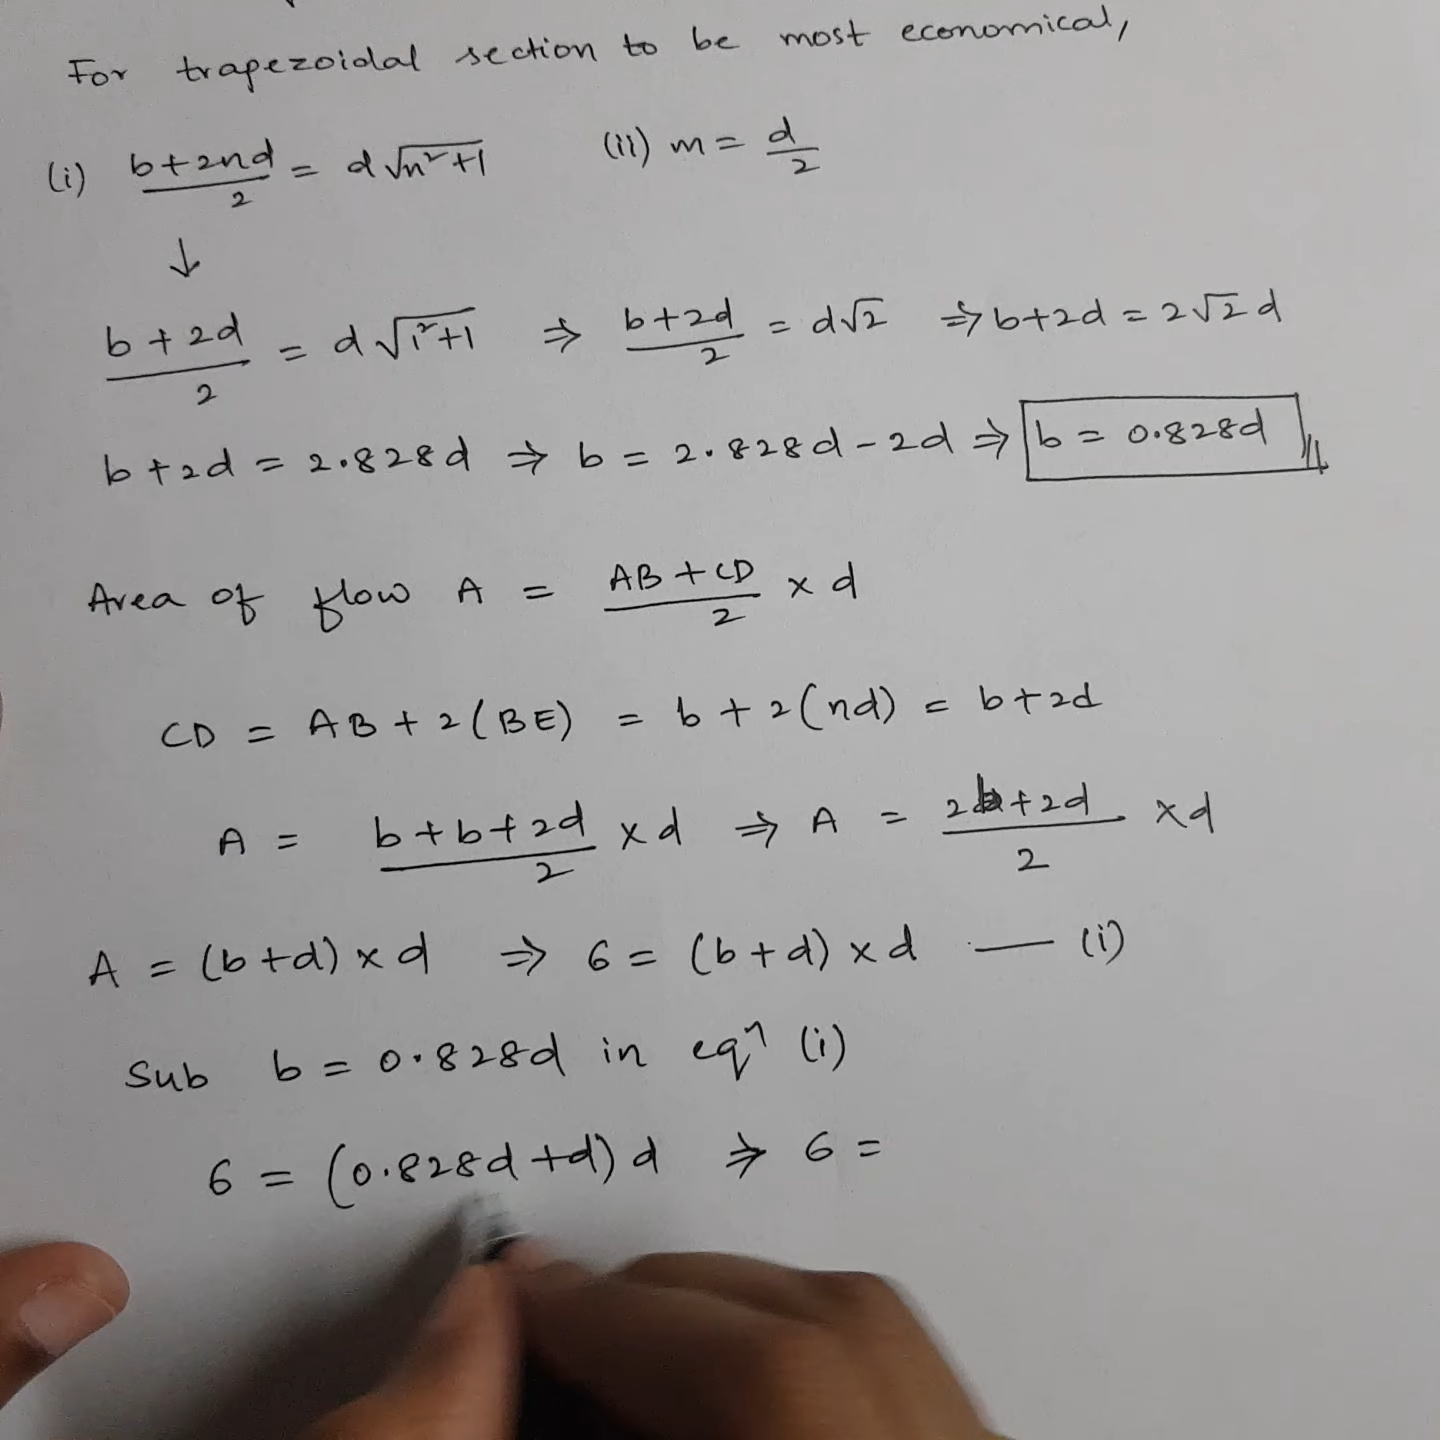 For trapezoidal section to be most economical,
(i) (b+2nd)/2 = d√(n²+1) (ii) m = d/2
↓
(b+2d)/2 = d√(1²+1) ⇒ (b+2d)/2 = d√2 ⇒ b+2d = 2√2 d
b+2d = 2.828d ⇒ b = 2.828d-2d ⇒ b = 0.828d
Area of flow A = (AB+CD)/2 × d
CD = AB + 2(BE) = b + 2(nd) = b+2d
A = (b+b+2d)/2 × d ⇒ A = (2b+2d)/2 × d
A = (b+d) × d ⇒ 6 = (b+d) × d — (i)
Sub b = 0.828d in eqn (i)
6 = (0.828d+d) d ⇒ 6 =